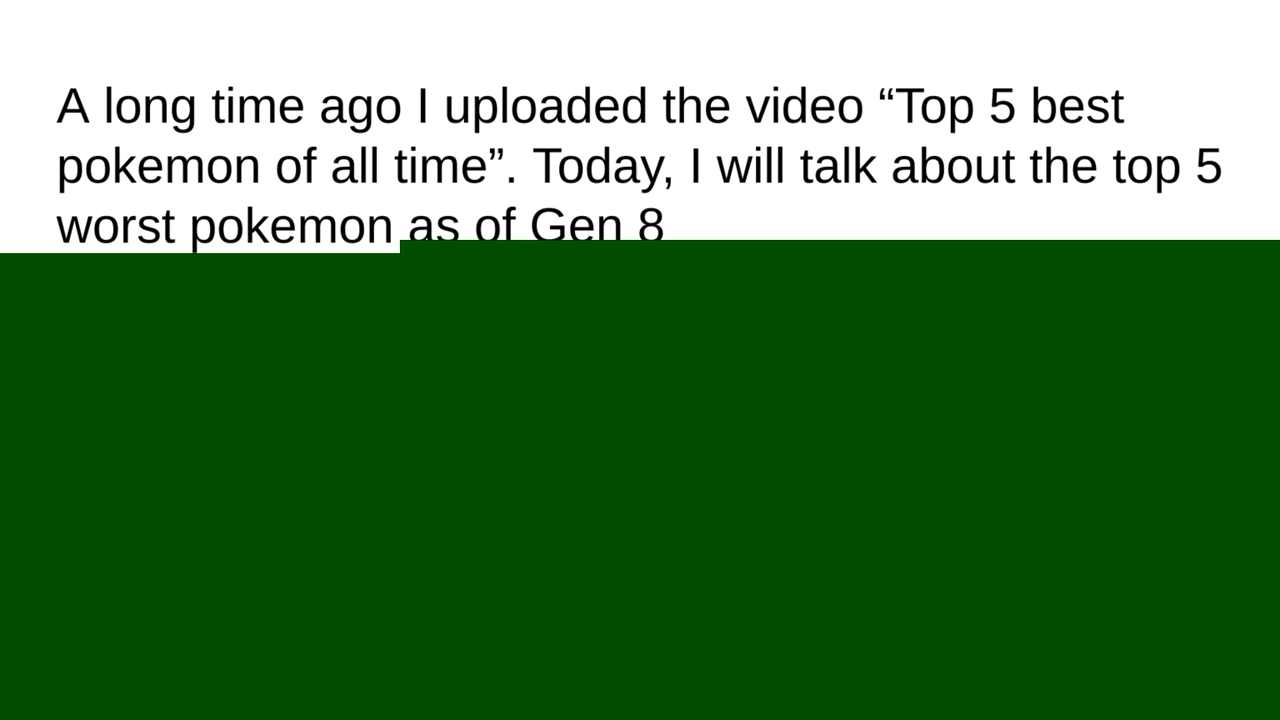 A long time ago I uploaded the video “Top 5 best
pokemon of all time”. Today, I will talk about the top 5
worst pokemon as of Gen 8